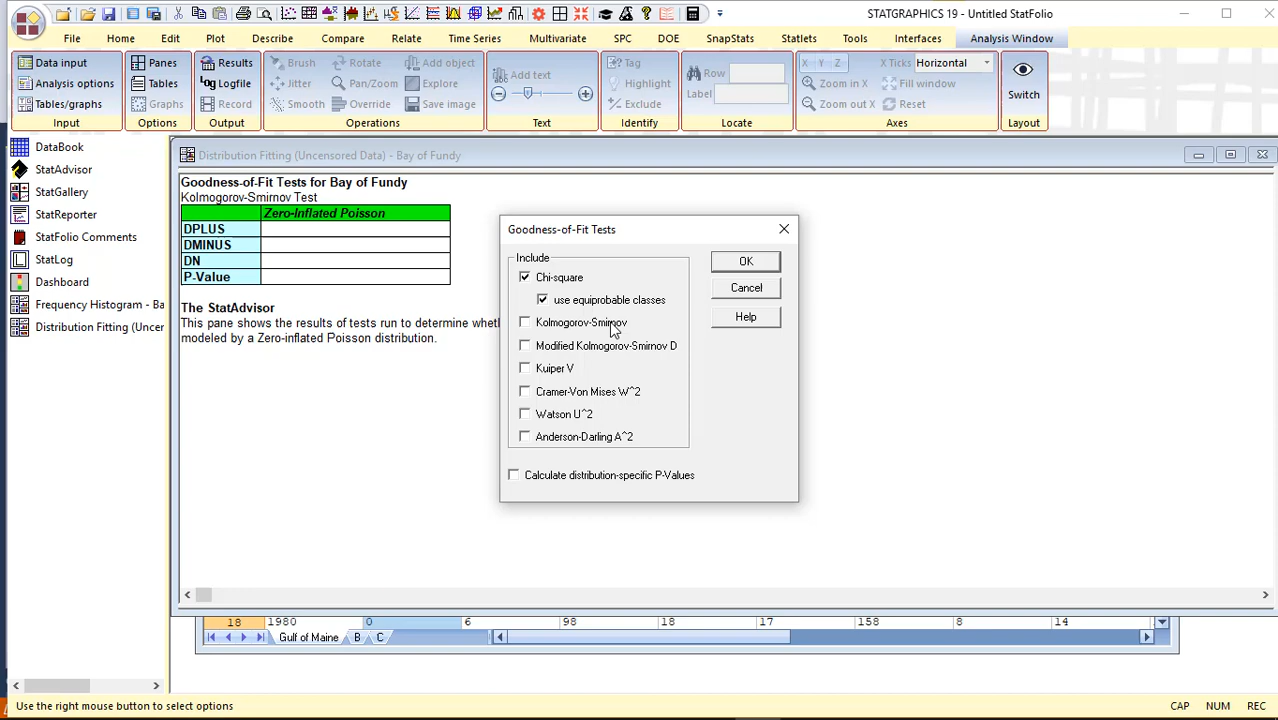 STATGRAPHICS 19 - Untitled StatFolio
File Home Edit Plot Describe Compare Relate Time Series Multivariate SPC DOE SnapStats Statlets Tools Interfaces Analysis Window
Data input Panes Results Brush Rotate Add object Add text Tag Row X Y Z X Ticks Horizontal
Analysis options Tables Logfile Jitter Pan/Zoom Explore Highlight Label Zoom in X Fill window Switch
Tables/graphs Graphs Record Smooth Override Save image Exclude Zoom out X Reset
Input Options Output Operations Text Identify Locate Axes Layout
DataBook
StatAdvisor
StatGallery
StatReporter
StatFolio Comments
StatLog
Dashboard
Frequency Histogram - Ba
Distribution Fitting (Uncens
Distribution Fitting (Uncensored Data) - Bay of Fundy
Goodness-of-Fit Tests for Bay of Fundy
Kolmogorov-Smirnov Test
Zero-Inflated Poisson
DPLUS
DMINUS
DN
P-Value
The StatAdvisor
This pane shows the results of tests run to determine wheth
modeled by a Zero-inflated Poisson distribution.
Goodness-of-Fit Tests
Include
Chi-square
use equiprobable classes
Kolmogorov-Smirnov
Modified Kolmogorov-Smirnov D
Kuiper V
Cramer-Von Mises W^2
Watson U^2
Anderson-Darling A^2
Calculate distribution-specific P-Values
OK
Cancel
Help
18 1980 0 6 98 18 17 158 8 14
Gulf of Maine B C
Use the right mouse button to select options
CAP NUM REC